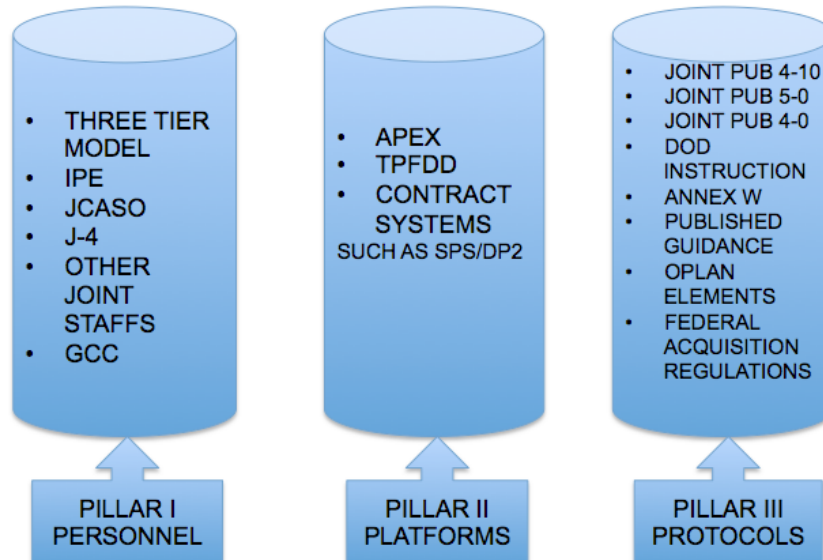 • THREE TIER
MODEL
• IPE
• JCASO
• J-4
• OTHER
JOINT
STAFFS
• GCC
PILLAR I
PERSONNEL
• APEX
• TPFDD
• CONTRACT
SYSTEMS
SUCH AS SPS/DP2
PILLAR II
PLATFORMS
• JOINT PUB 4-10
• JOINT PUB 5-0
• JOINT PUB 4-0
• DOD
INSTRUCTION
• ANNEX W
• PUBLISHED
GUIDANCE
• OPLAN
ELEMENTS
• FEDERAL
ACQUISITION
REGULATIONS
PILLAR III
PROTOCOLS